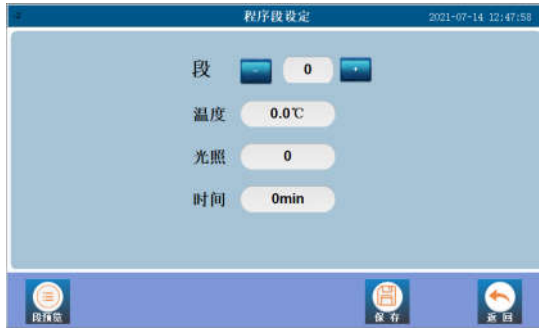 程序段设定 2021-07-14 12:47:58
段 - 0 +
温度 0.0℃
光照 0
时间 0min
段预览 保存 返回